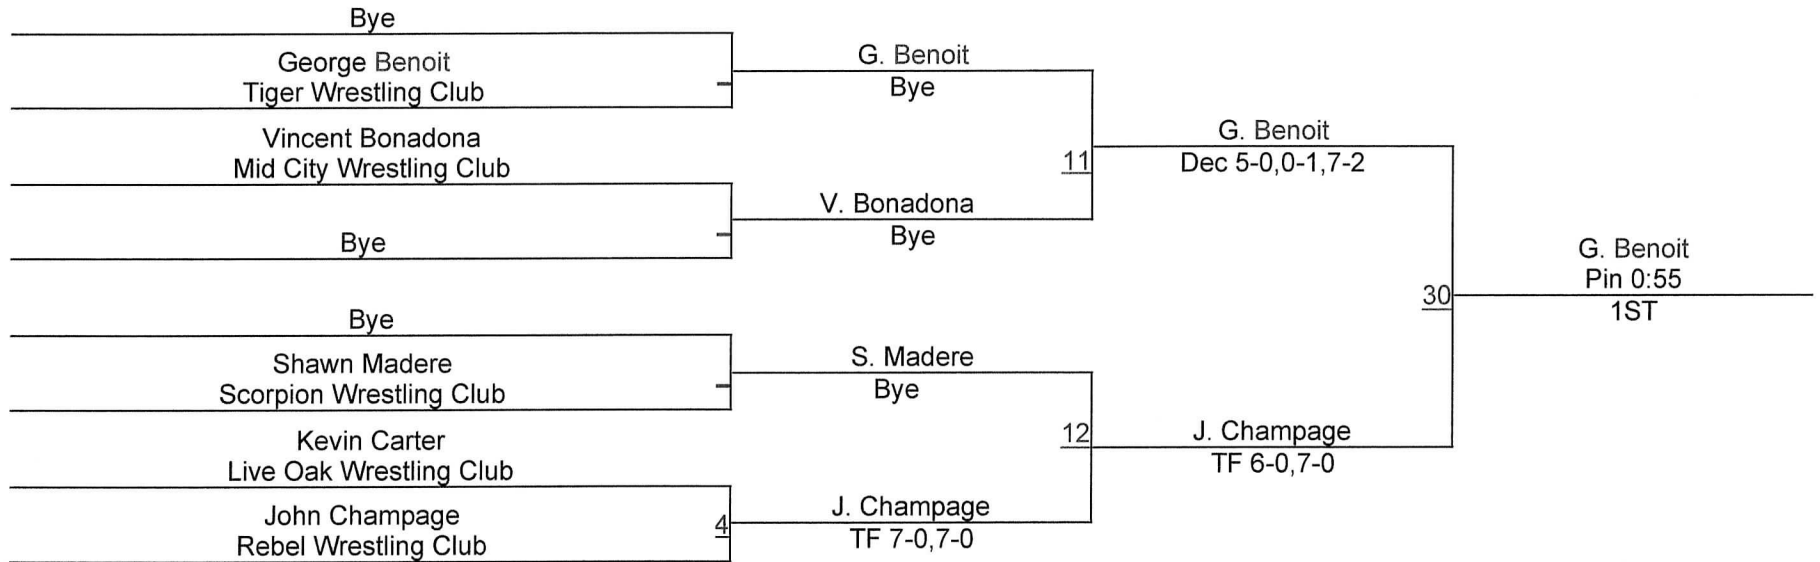 Bye
George Benoit
Tiger Wrestling Club
Vincent Bonadona
Mid City Wrestling Club
Bye
Bye
Shawn Madere
Scorpion Wrestling Club
Kevin Carter
Live Oak Wrestling Club
John Champage
Rebel Wrestling Club
4
G. Benoit
Bye
V. Bonadona
Bye
S. Madere
Bye
J. Champage
TF 7-0,7-0
11
12
G. Benoit
Dec 5-0,0-1,7-2
J. Champage
TF 6-0,7-0
30
G. Benoit
Pin 0:55
1ST